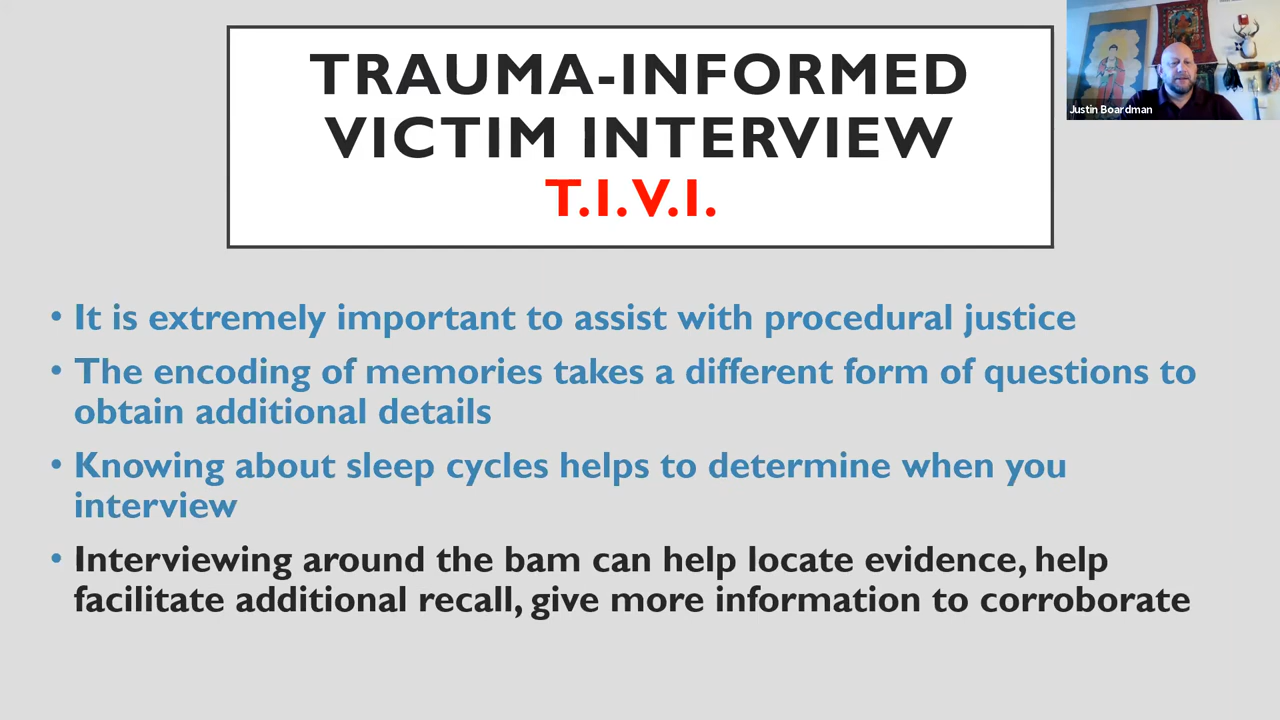 TRAUMA-INFORMED
VICTIM INTERVIEW
T.I.V.I.
Justin Boardman
• It is extremely important to assist with procedural justice
• The encoding of memories takes a different form of questions to
obtain additional details
• Knowing about sleep cycles helps to determine when you
interview
• Interviewing around the bam can help locate evidence, help
facilitate additional recall, give more information to corroborate